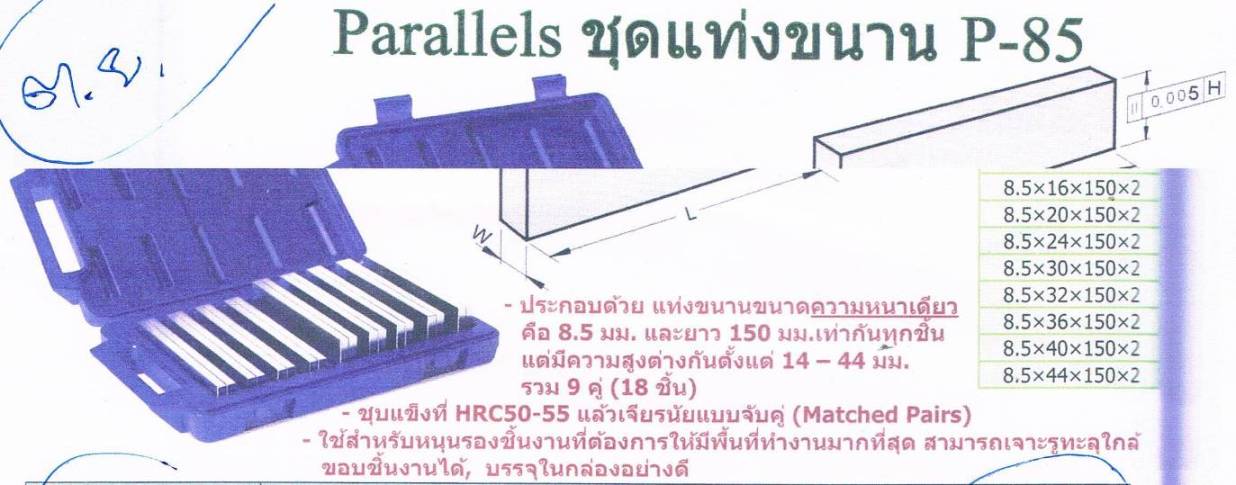 Parallels ชุดแท่งขนาน P-85
ต.ย.
// 0.005 H
L
W
8.5×16×150×2
8.5×20×150×2
8.5×24×150×2
8.5×30×150×2
8.5×32×150×2
8.5×36×150×2
8.5×40×150×2
8.5×44×150×2
- ประกอบด้วย แท่งขนานขนาดความหนาเดียว
คือ 8.5 มม. และยาว 150 มม.เท่ากันทุกชิ้น
แต่มีความสูงต่างกันตั้งแต่ 14 – 44 มม.
รวม 9 คู่ (18 ชิ้น)
- ชุบแข็งที่ HRC50-55 แล้วเจียรนัยแบบจับคู่ (Matched Pairs)
- ใช้สำหรับหนุนรองชิ้นงานที่ต้องการให้มีพื้นที่ทำงานมากที่สุด สามารถเจาะรูทะลุใกล้
ขอบชิ้นงานได้, บรรจุในกล่องอย่างดี